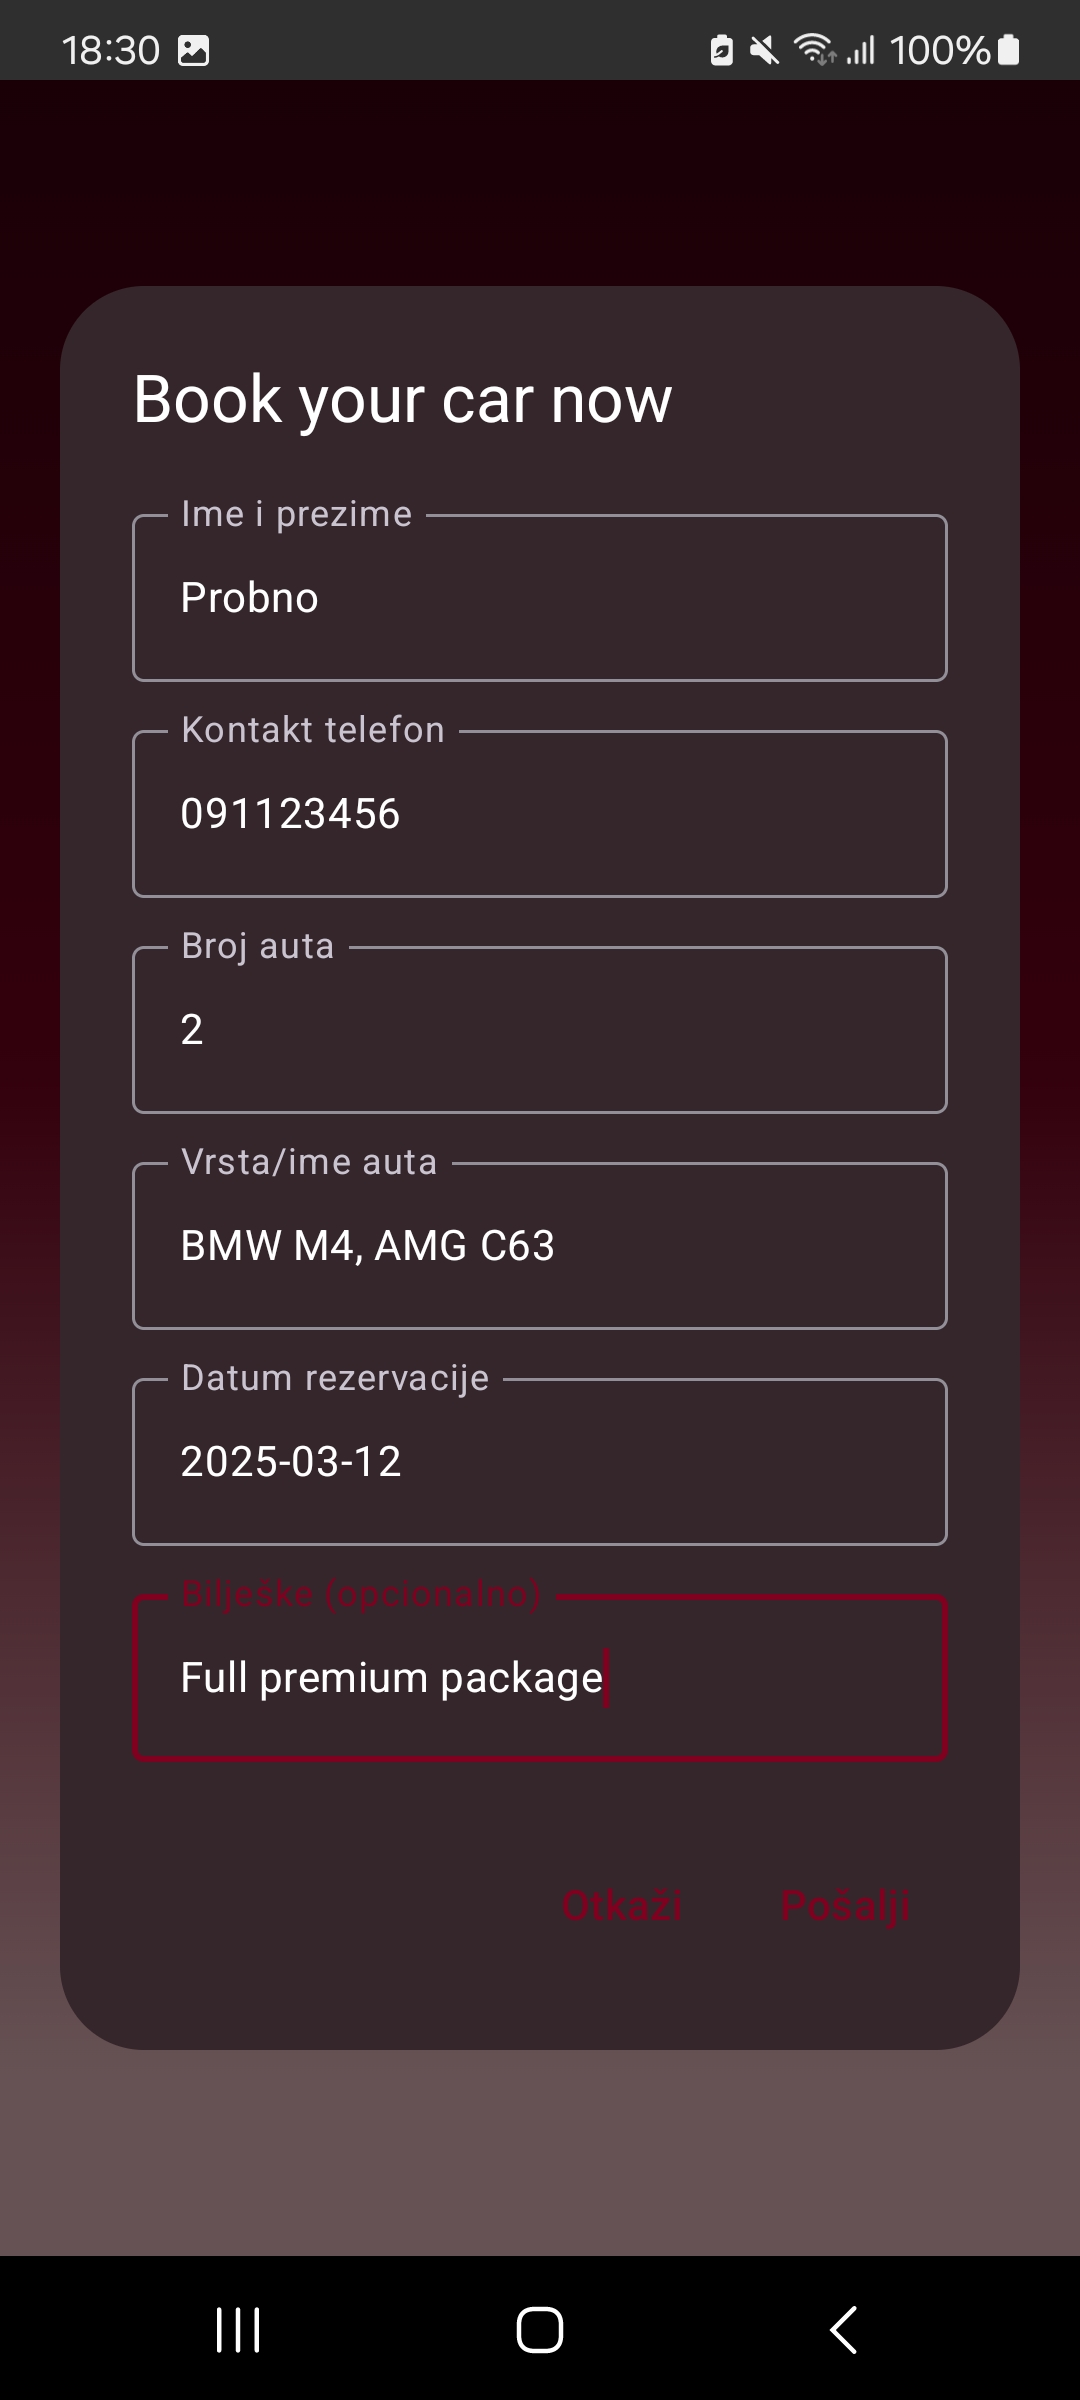 18:30
100%
Book your car now
Ime i prezime
Probno
Kontakt telefon
091123456
Broj auta
2
Vrsta/ime auta
BMW M4, AMG C63
Datum rezervacije
2025-03-12
Bilješke (opcionalno)
Full premium package
Otkaži Pošalji